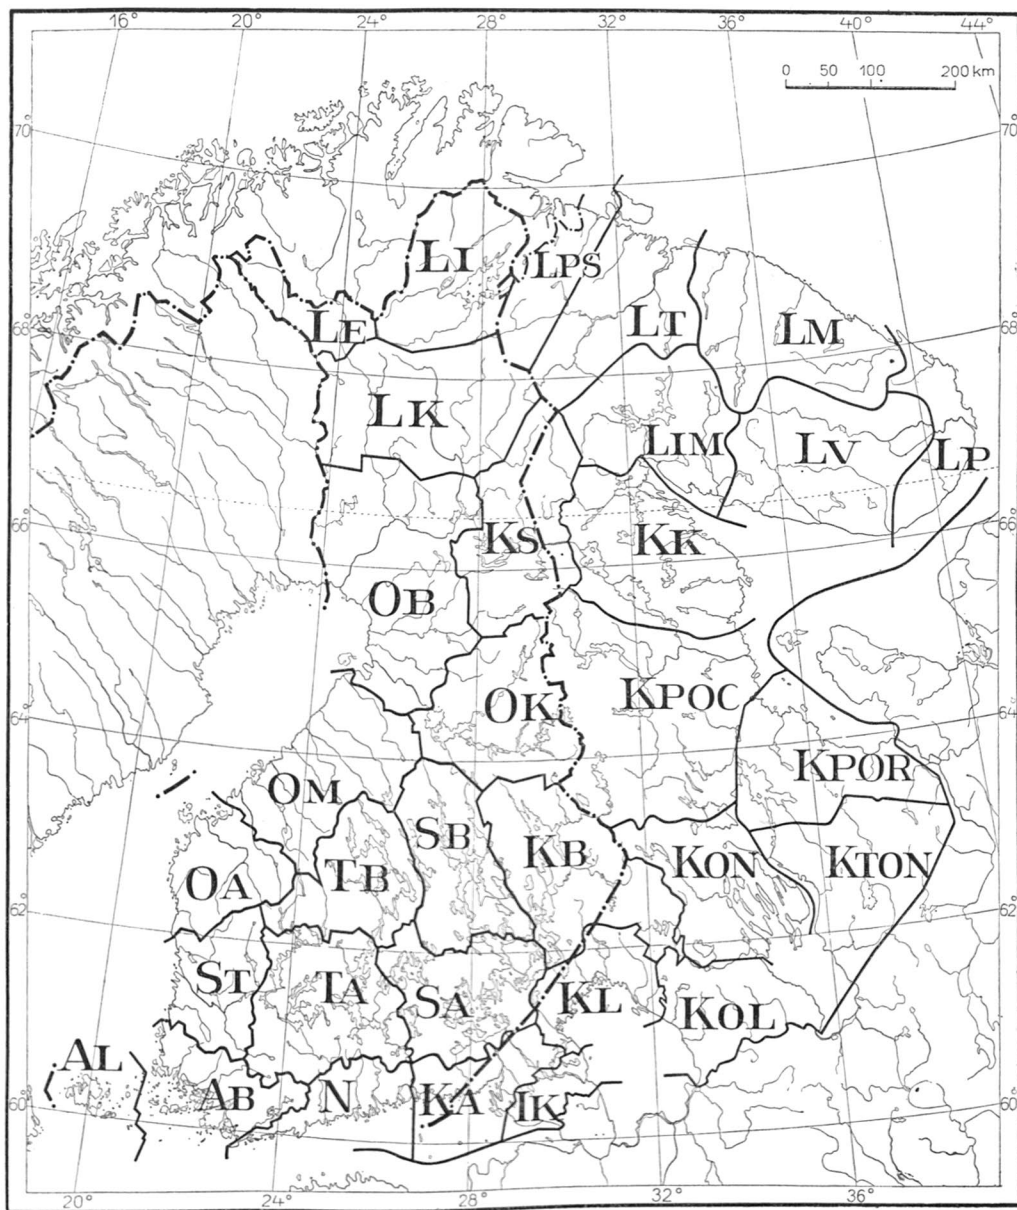 16° 20° 24° 28° 32° 36° 40° 44°
0 50 100 200 km
70° 70°
LI
LPS
LE LT LM
68° 68°
LK LIM LV LP
66° KS KK 66°
OB
OK KPOC
64° 64°
OM KPOR
OA TB SB KB KON KTON
62° 62°
ST TA SA KL KOL
AL AB N KA IK
60° 60°
20° 24° 28° 32° 36°